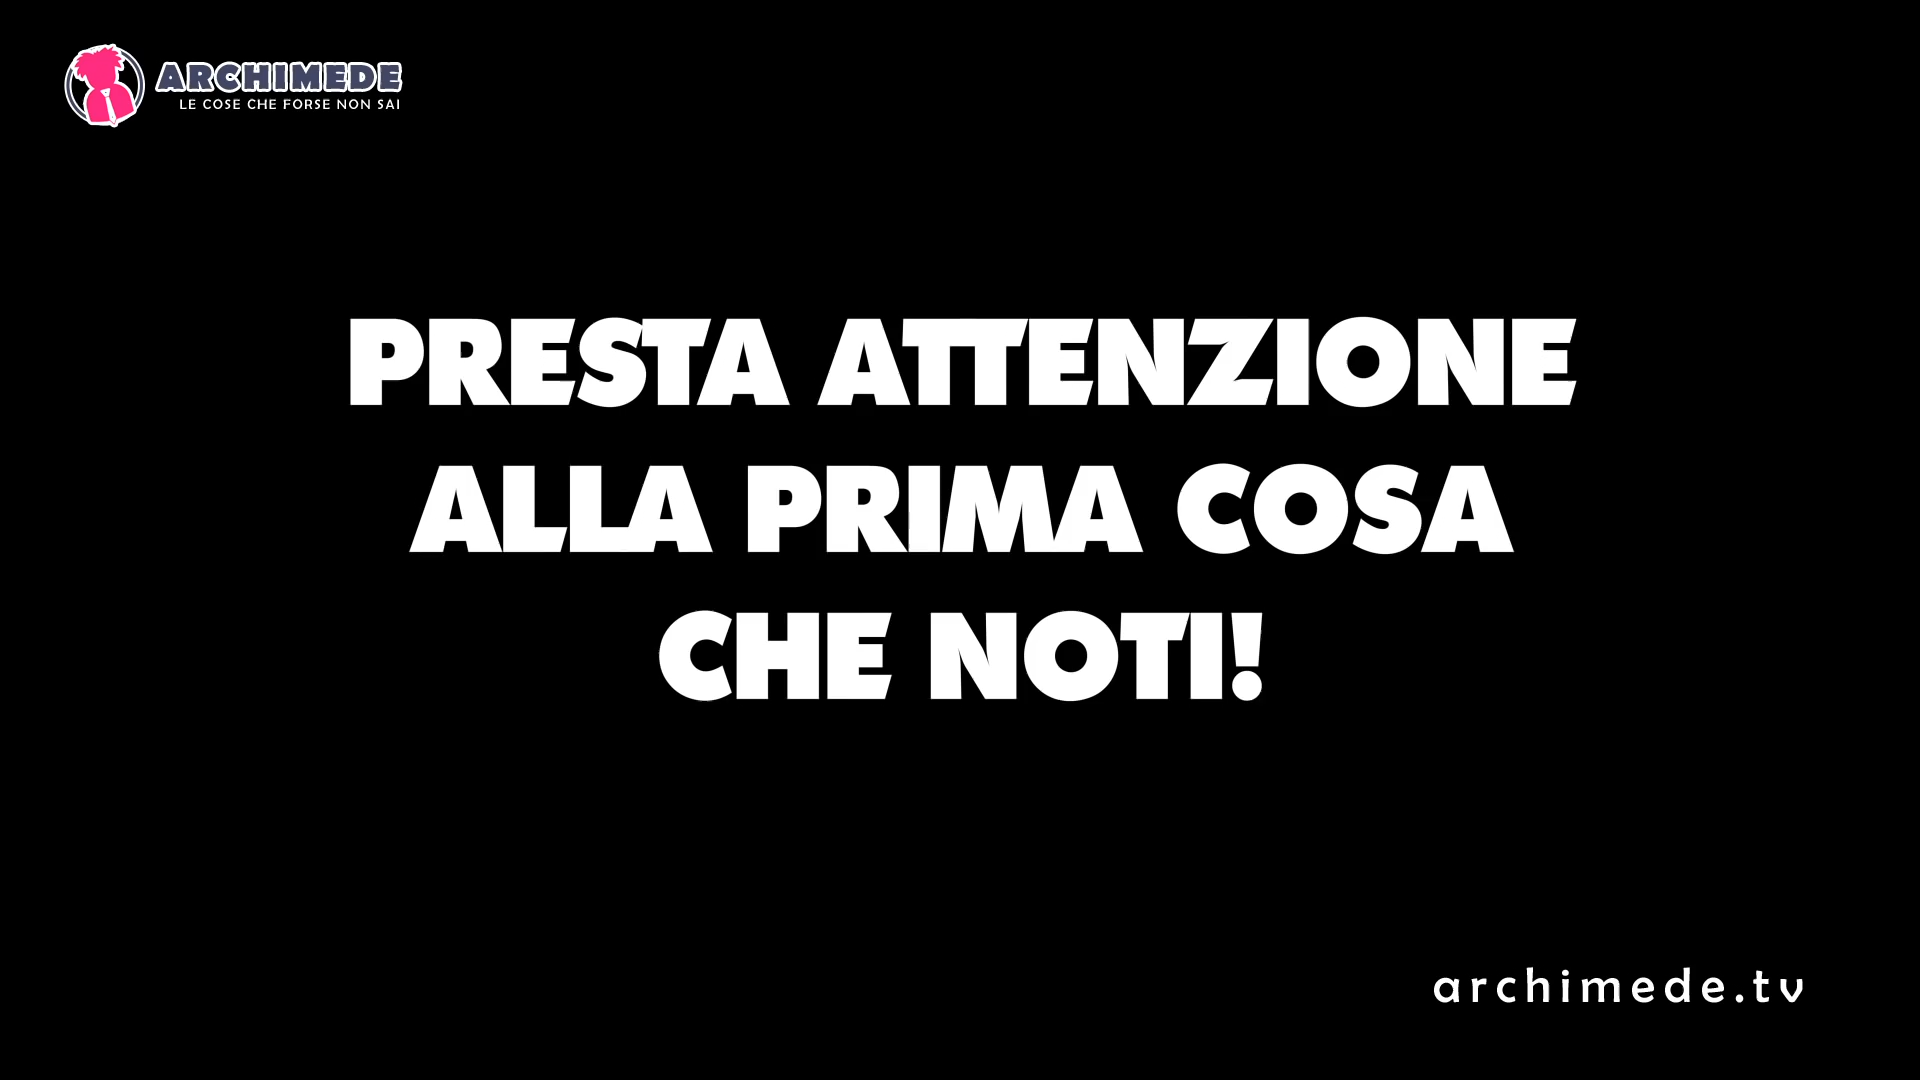 ARCHIMEDE
LE COSE CHE FORSE NON SAI
PRESTA ATTENZIONE
ALLA PRIMA COSA
CHE NOTI!
archimede.tv